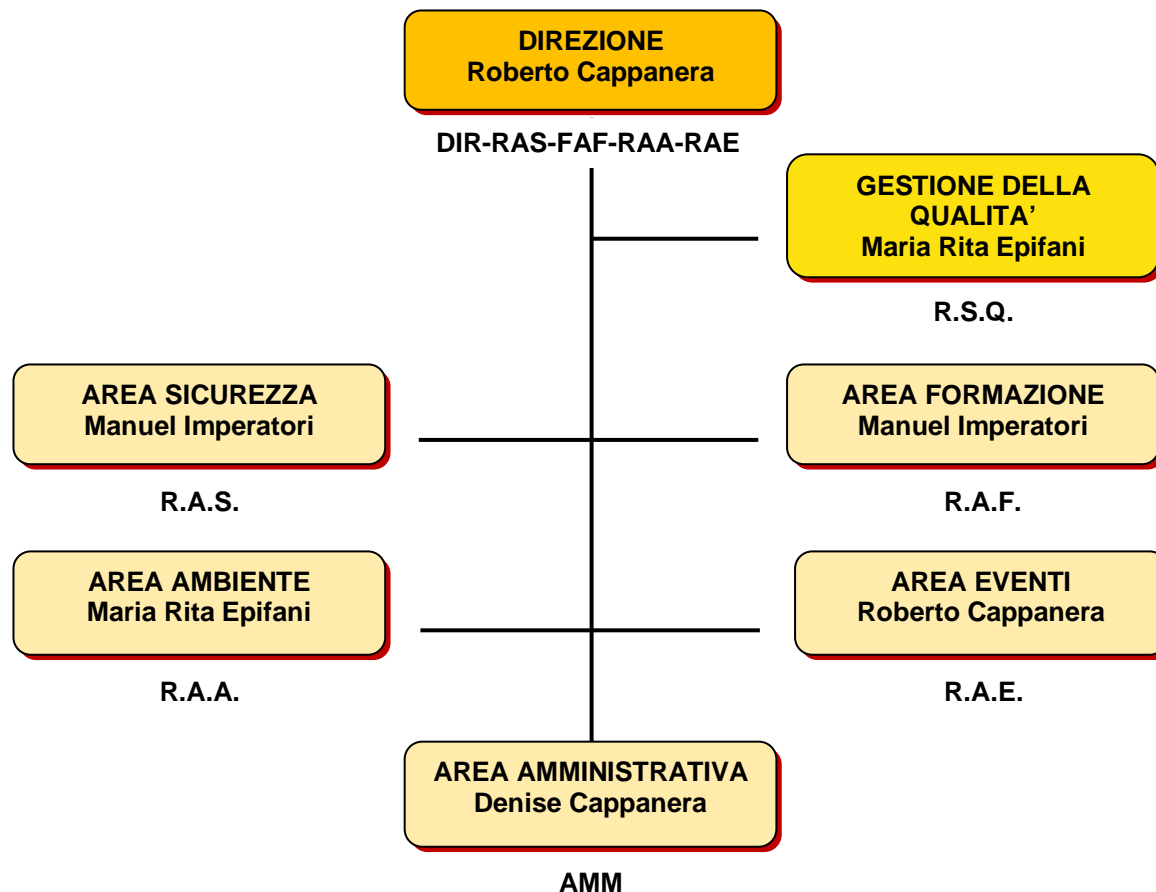 DIREZIONE
Roberto Cappanera
DIR-RAS-FAF-RAA-RAE
GESTIONE DELLA
QUALITA’
Maria Rita Epifani
R.S.Q.
AREA SICUREZZA
Manuel Imperatori
R.A.S.
AREA FORMAZIONE
Manuel Imperatori
R.A.F.
AREA AMBIENTE
Maria Rita Epifani
R.A.A.
AREA EVENTI
Roberto Cappanera
R.A.E.
AREA AMMINISTRATIVA
Denise Cappanera
AMM